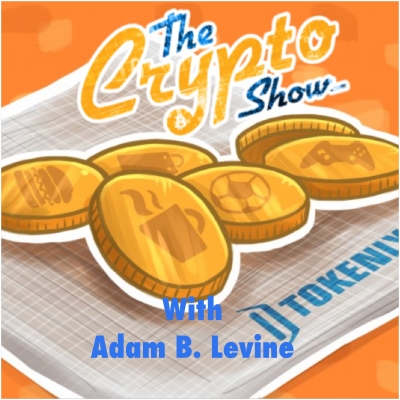 The
Crypto
Show...
TOKENLY
With
Adam B. Levine